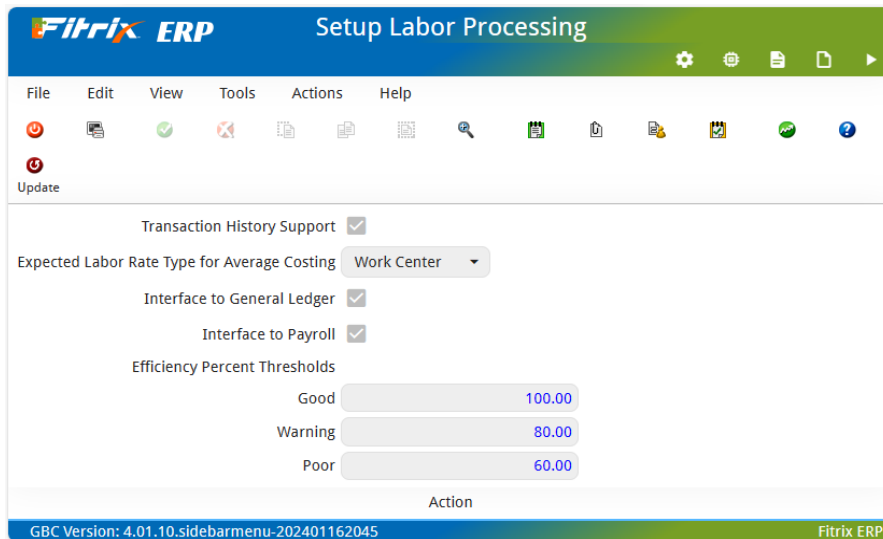 Fitrix ERP
Setup Labor Processing
File Edit View Tools Actions Help
Update
Transaction History Support
Expected Labor Rate Type for Average Costing Work Center
Interface to General Ledger
Interface to Payroll
Efficiency Percent Thresholds
Good 100.00
Warning 80.00
Poor 60.00
Action
GBC Version: 4.01.10.sidebarmenu-202401162045 Fitrix ERP